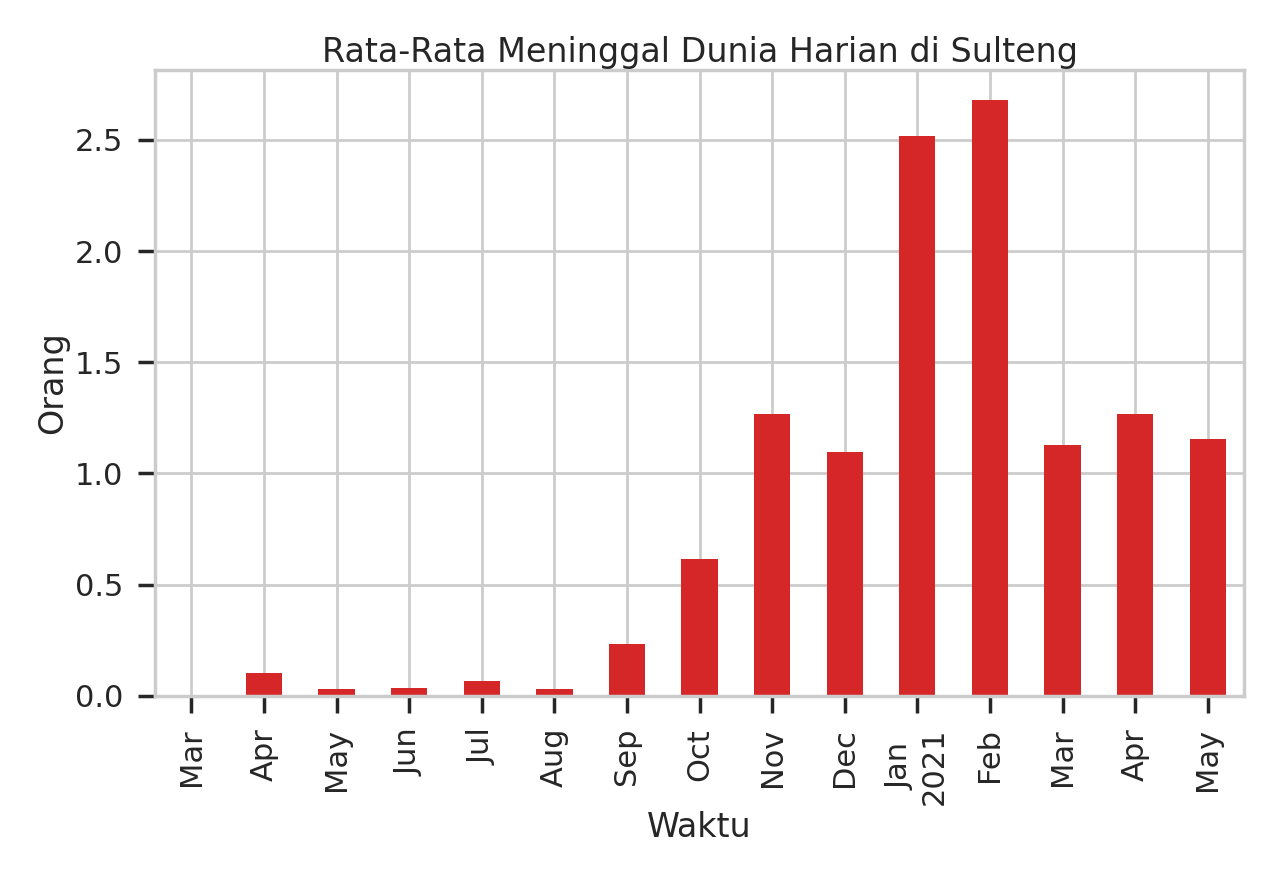 Rata-Rata Meninggal Dunia Harian di Sulteng
Orang
2.5
2.0
1.5
1.0
0.5
0.0
Mar
Apr
May
Jun
Jul
Aug
Sep
Oct
Nov
Dec
Jan
2021
Feb
Mar
Apr
May
Waktu